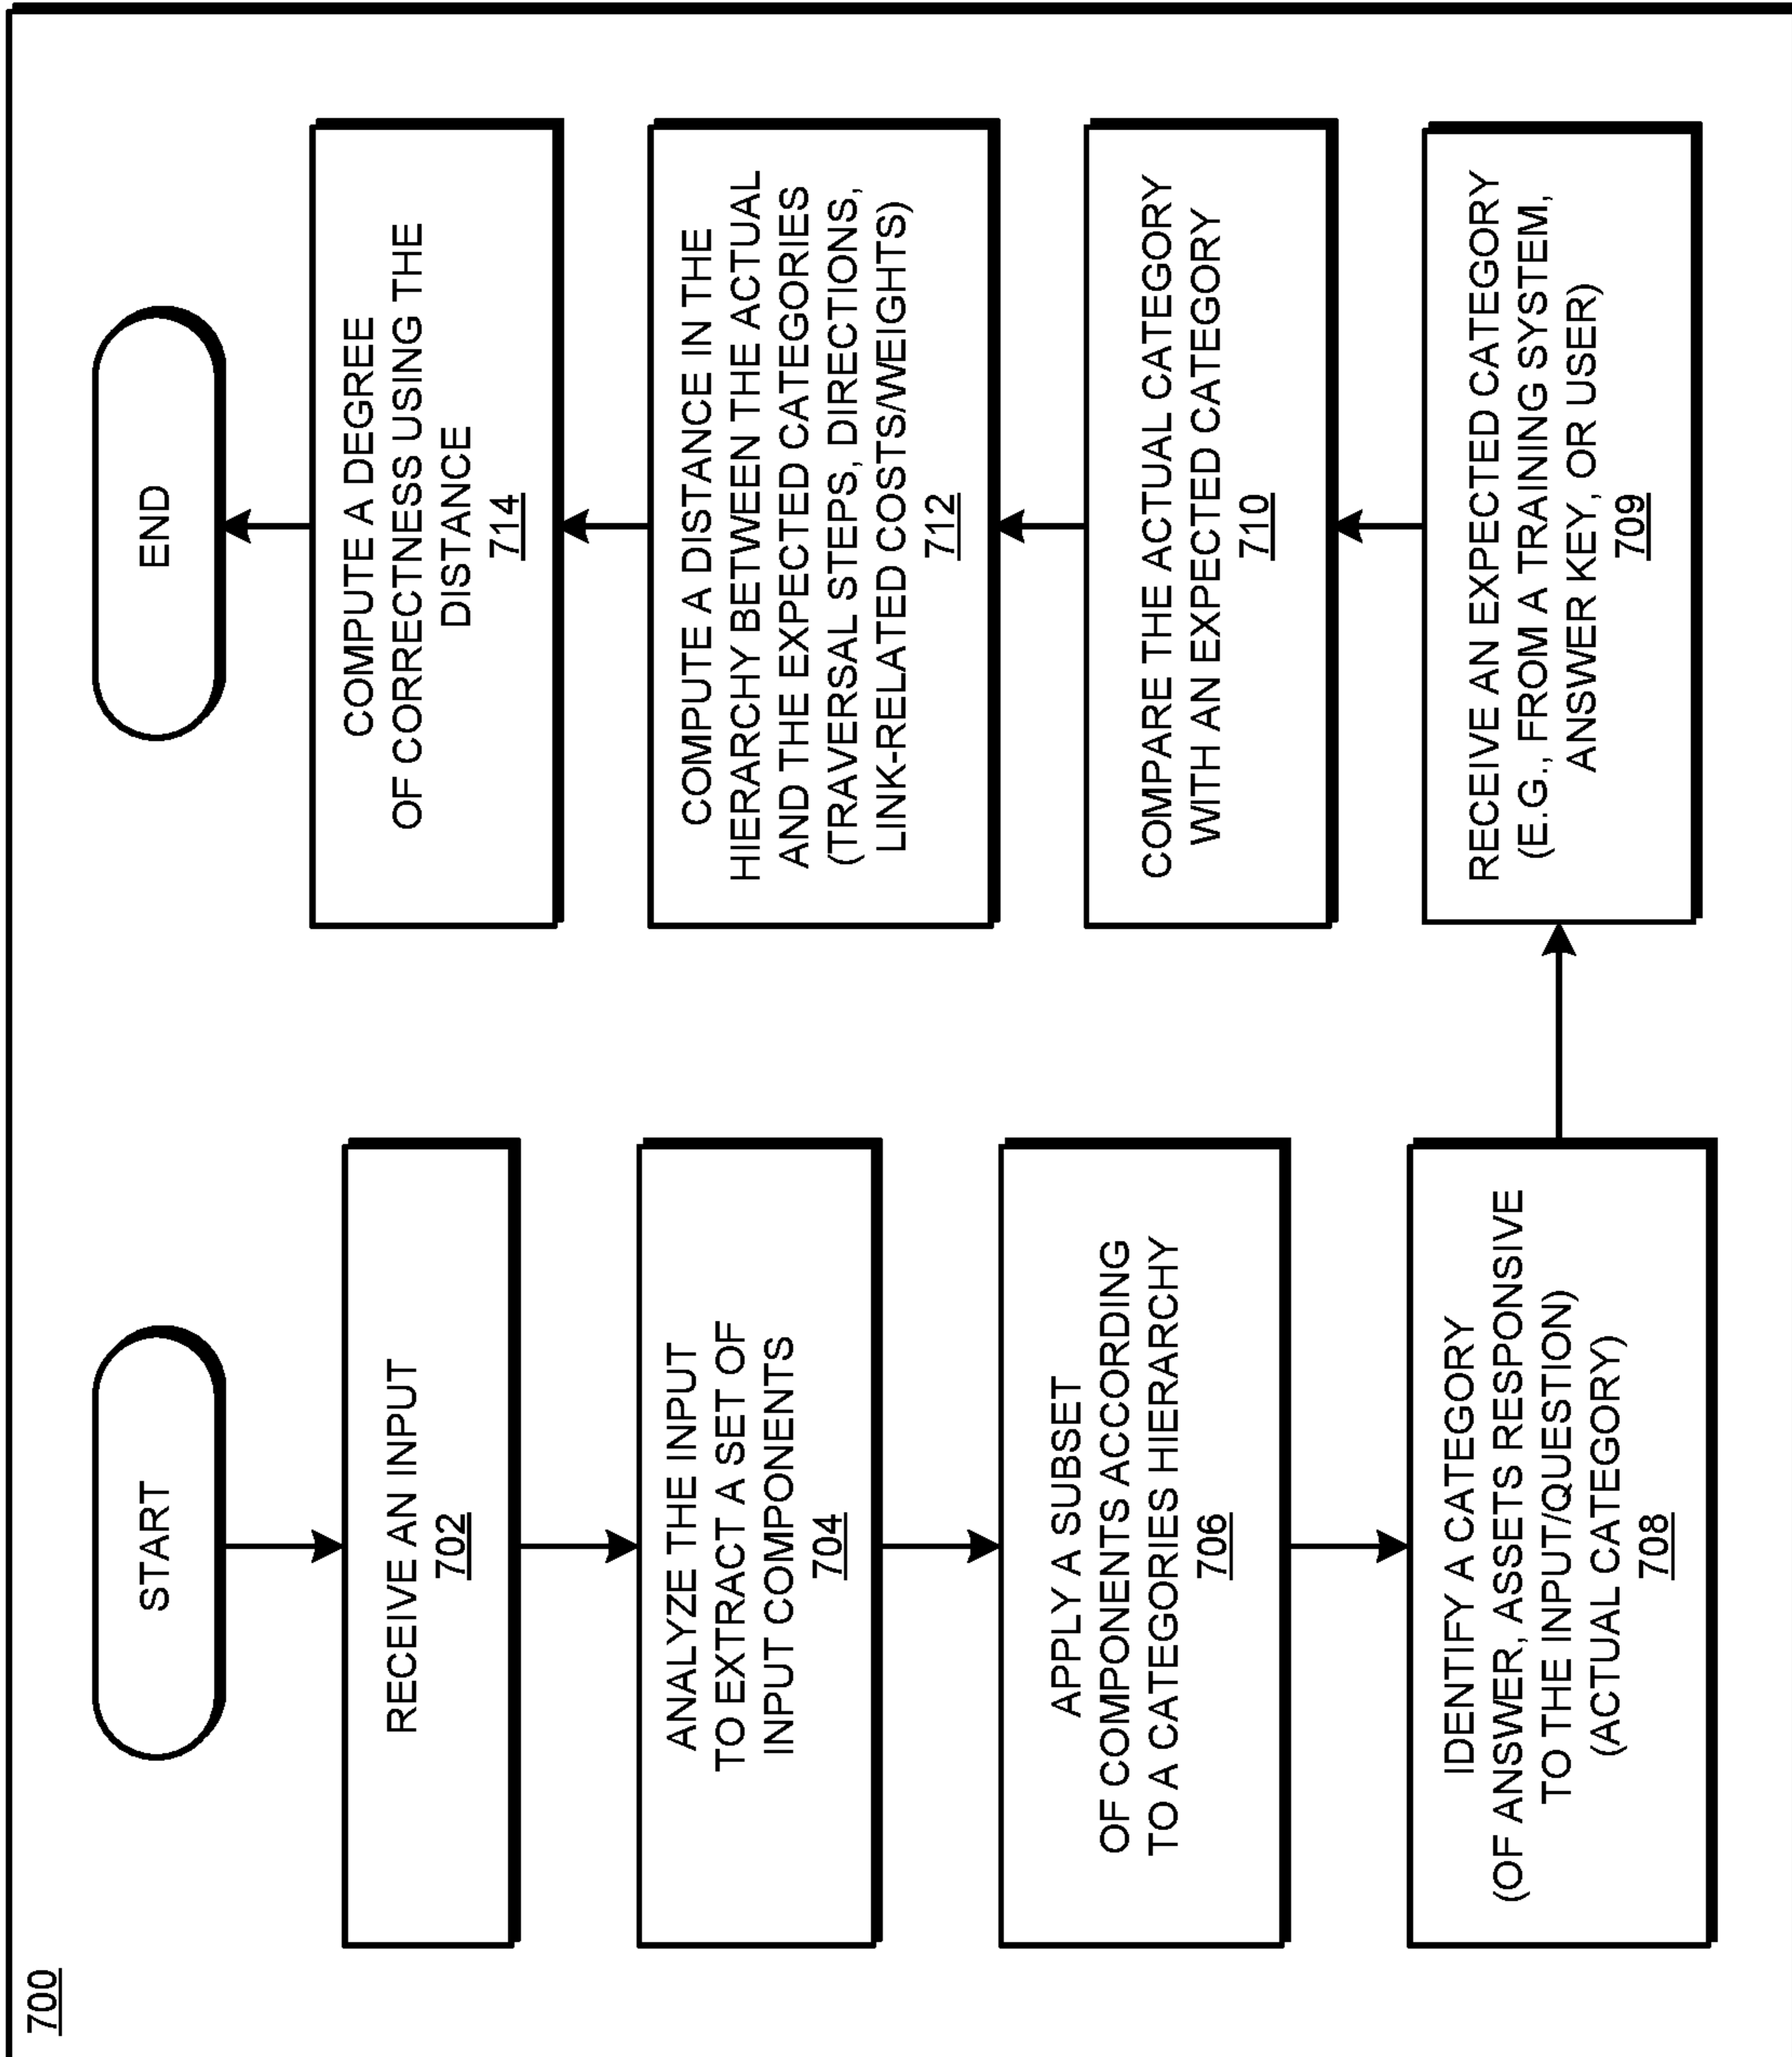 700
START
RECEIVE AN INPUT
702
ANALYZE THE INPUT
TO EXTRACT A SET OF
INPUT COMPONENTS
704
APPLY A SUBSET
OF COMPONENTS ACCORDING
TO A CATEGORIES HIERARCHY
706
IDENTIFY A CATEGORY
(OF ANSWER, ASSETS RESPONSIVE
TO THE INPUT/QUESTION)
(ACTUAL CATEGORY)
708
RECEIVE AN EXPECTED CATEGORY
(E.G., FROM A TRAINING SYSTEM,
ANSWER KEY, OR USER)
709
COMPARE THE ACTUAL CATEGORY
WITH AN EXPECTED CATEGORY
710
COMPUTE A DISTANCE IN THE
HIERARCHY BETWEEN THE ACTUAL
AND THE EXPECTED CATEGORIES
(TRAVERSAL STEPS, DIRECTIONS,
LINK-RELATED COSTS/WEIGHTS)
712
COMPUTE A DEGREE
OF CORRECTNESS USING THE
DISTANCE
714
END